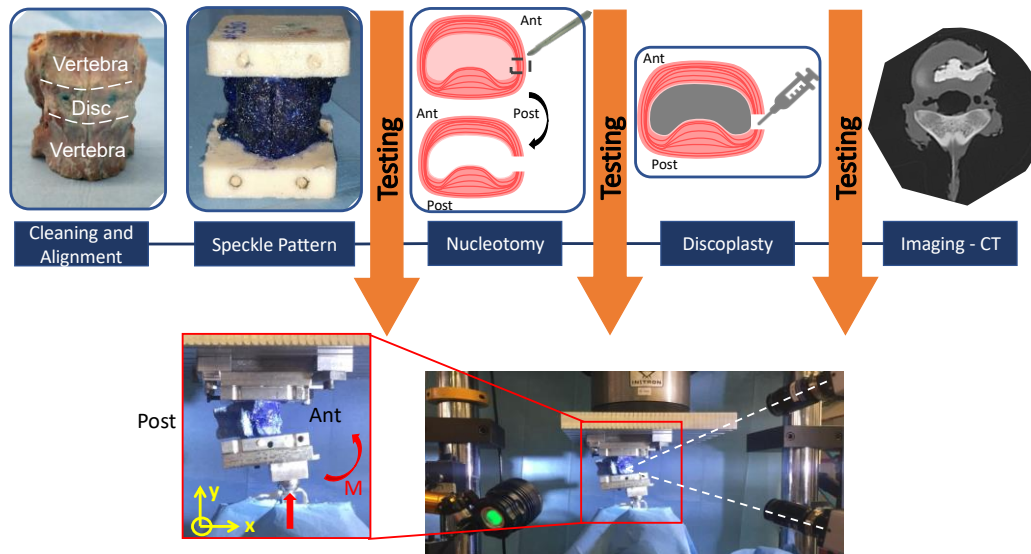 Vertebra
Disc
Vertebra
Ant
Post
Ant
Post
Ant
Post
Testing
Testing
Testing
Cleaning and
Alignment
Speckle Pattern
Nucleotomy
Discoplasty
Imaging - CT
Post
Ant
M
y
x
INSTRON